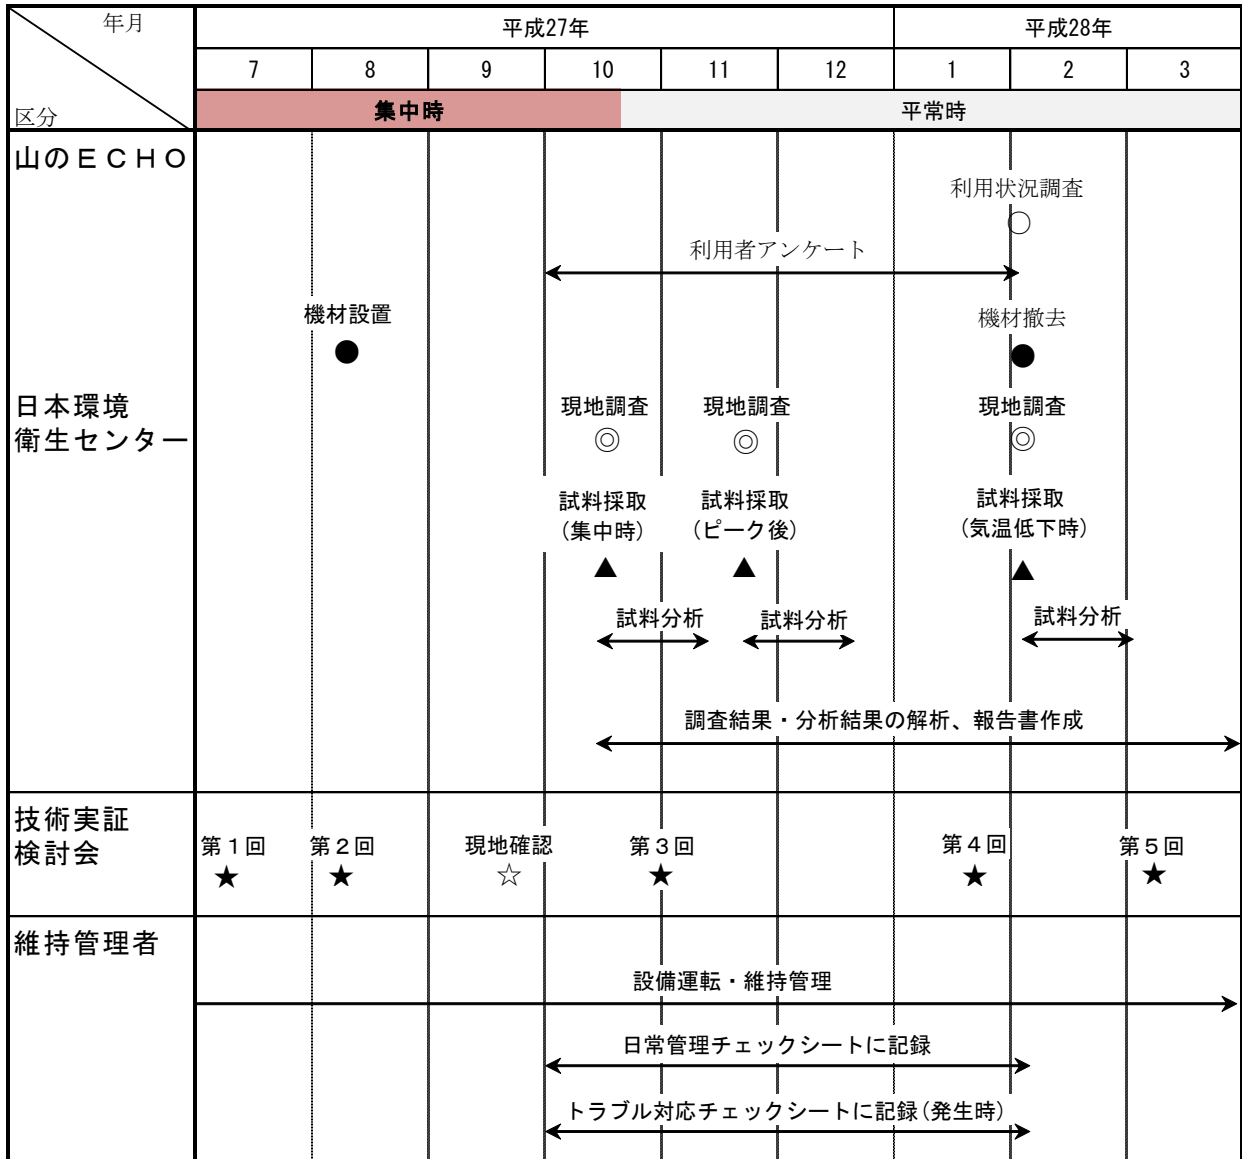 年月
区分
平成27年
平成28年
7
8
9
10
11
12
1
2
3
集中時
平常時
山のＥＣＨＯ
利用状況調査
○
利用者アンケート
機材設置
●
機材撤去
●
日本環境
衛生センター
現地調査
◎
現地調査
◎
現地調査
◎
試料採取
(集中時)
▲
試料採取
(ピーク後)
▲
試料採取
(気温低下時)
▲
試料分析
試料分析
試料分析
調査結果・分析結果の解析、報告書作成
技術実証
検討会
第１回
★
第２回
★
現地確認
☆
第３回
★
第４回
★
第５回
★
維持管理者
設備運転・維持管理
日常管理チェックシートに記録
トラブル対応チェックシートに記録(発生時)